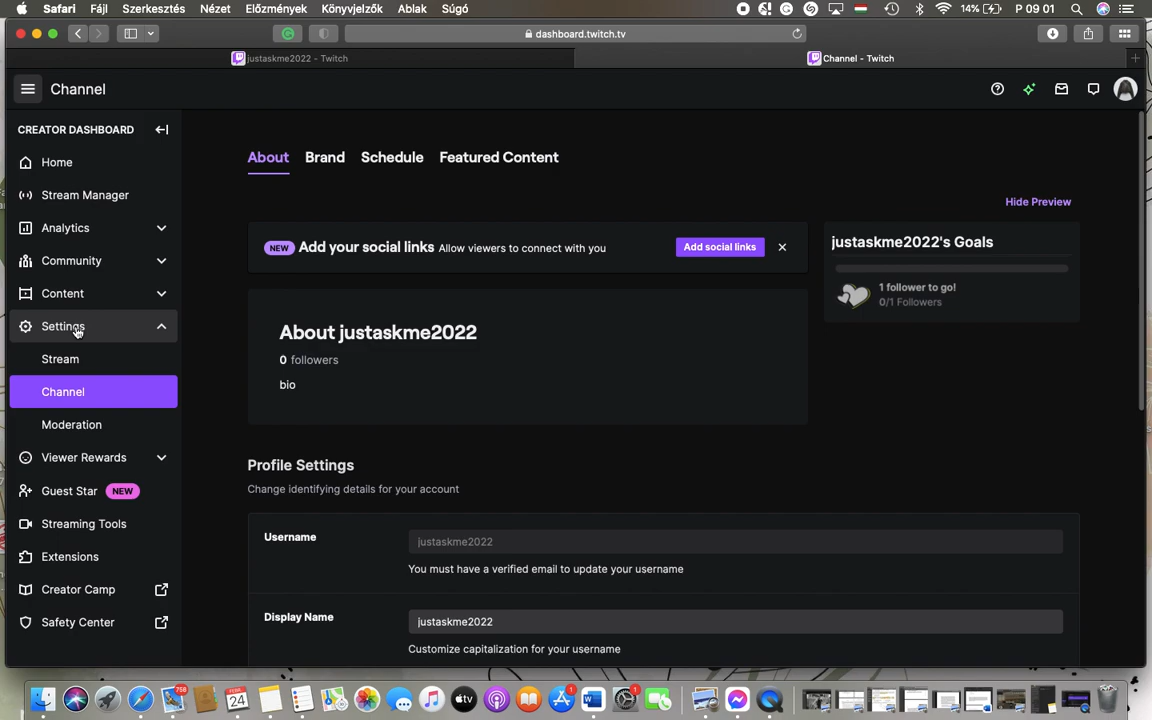 Safari Fájl Szerkesztés Nézet Előzmények Könyvjelzők Ablak Súgó 14% P 09 01
dashboard.twitch.tv
justaskme2022 - Twitch Channel - Twitch
Channel
CREATOR DASHBOARD
Home
Stream Manager
Analytics
Community
Content
Settings
Stream
Channel
Moderation
Viewer Rewards
Guest Star NEW
Streaming Tools
Extensions
Creator Camp
Safety Center
About Brand Schedule Featured Content
Hide Preview
NEW Add your social links Allow viewers to connect with you Add social links
justaskme2022's Goals
1 follower to go!
0/1 Followers
About justaskme2022
0 followers
bio
Profile Settings
Change identifying details for your account
Username justaskme2022
You must have a verified email to update your username
Display Name justaskme2022
Customize capitalization for your username
758
24
tv
1
1